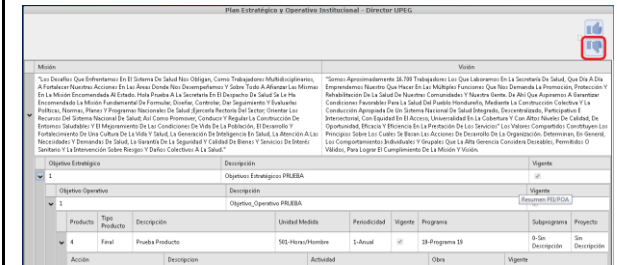 Plan Estratégico y Operativo Institucional - Director UPEG
Misión
Visión
"Los Desafíos Que Enfrentamos En El Sistema De Salud Nos Obligan, Como Trabajadores Multidisciplinarios,
A Fortalecer Nuestras Acciones En Las Áreas Donde Nos Desempeñamos Y Sobre Todo A Afianzar Las Mismas
En La Misión Encomendada Al Estado. Hola Prueba A La Secretaría En El Despacho De Salud Se Le Ha
Encomendado La Misión Fundamental De Formular, Diseñar, Controlar, Dar Seguimiento Y Evaluarlas
Políticas, Normas, Planes Y Programas Nacionales De Salud; Ejercerla Rectoría Del Sector; Orientar Los
Recursos Del Sistema Nacional De Salud; Así Como Promover, Conducir Y Regular La Construcción De
Entornos Saludables Y El Mejoramiento De Las Condiciones De Vida De La Población, El Desarrollo Y
Fortalecimiento De Una Cultura De La Vida Y Salud, La Generación De Inteligencia En Salud, La Atención A Las
Necesidades Y Demandas De Salud, La Garantía De La Seguridad Y Calidad De Bienes Y Servicios De Interés
Sanitario Y La Intervención Sobre Riesgos Y Daños Colectivos A La Salud."
"Somos Aproximadamente 16.700 Trabajadores Los Que Laboramos En La Secretaría De Salud, Que Día A Día
Emprendemos Nuestro Que Hacer En Las Múltiples Funciones Que Nos Demanda La Promoción, Protección Y
Rehabilitación De La Salud De Nuestras Comunidades Y Nuestra Gente. De Ahí Que Aspiramos A Garantizar
Condiciones Favorables Para La Salud Del Pueblo Hondureño, Mediante La Construcción Colectiva Y La
Conducción Apropiada De Un Sistema Nacional De Salud Integrado, Descentralizado, Participativo E
Intersectorial, Con Equidad En El Acceso, Universalidad En La Cobertura Y Con Altos Niveles De Calidad, De
Oportunidad, Eficacia Y Eficiencia En La Prestación De Los Servicios" Los Valores Compartidos Constituyen Los
Principios Sobre Los Cuales Se Basan Las Acciones De Desarrollo De La Organización. Determinan, En General,
Los Comportamientos Individuales Y Grupales Que La Alta Gerencia Considera Deseables, Permitidos O
Válidos, Para Lograr El Cumplimiento De La Misión Y Visión.
Objetivo Estratégico Descripción Vigente
1 Objetivos Estratégicos PRUEBA
Objetivo Operativo Descripción Vigente
Resumen PEI/POA
1 Objetivo_Operativo PRUEBA
Producto Tipo Producto Descripción Unidad Medida Periodicidad Vigente Programa Subprograma Proyecto
4 Final Prueba Producto 501-Horas/Hombre 1-Anual 19-Programa 19 0-Sin Descripción Sin Descripción
Acción Descripcion Actividad Obra Vigente